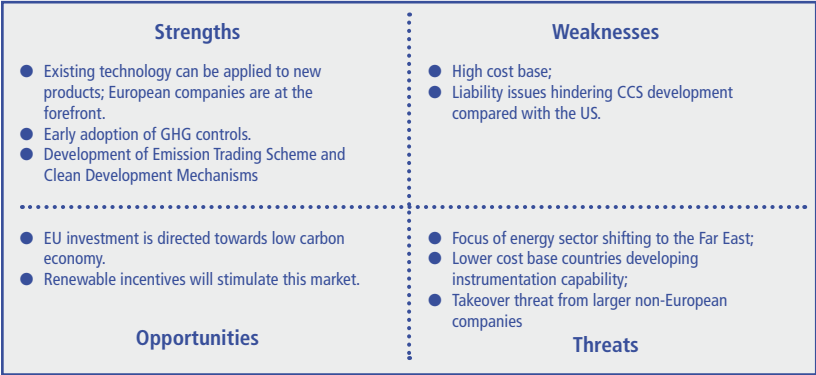 Strengths
● Existing technology can be applied to new
products; European companies are at the
forefront.
● Early adoption of GHG controls.
● Development of Emission Trading Scheme and
Clean Development Mechanisms
Weaknesses
● High cost base;
● Liability issues hindering CCS development
compared with the US.
● EU investment is directed towards low carbon
economy.
● Renewable incentives will stimulate this market.
Opportunities
● Focus of energy sector shifting to the Far East;
● Lower cost base countries developing
instrumentation capability;
● Takeover threat from larger non-European
companies
Threats